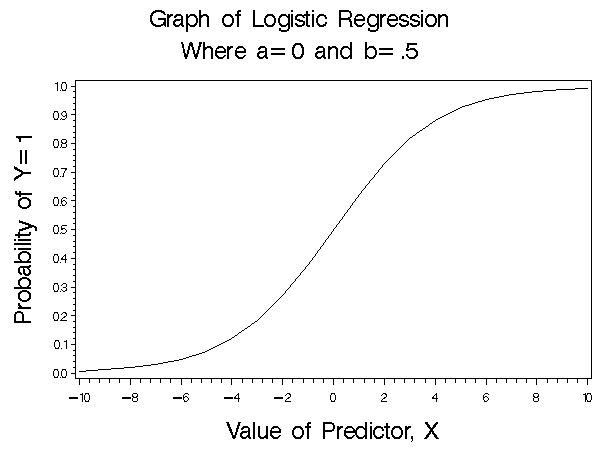 Graph of Logistic Regression
Where a=0 and b=.5
Probability of Y=1
1.0
0.9
0.8
0.7
0.6
0.5
0.4
0.3
0.2
0.1
0.0
−10 −8 −6 −4 −2 0 2 4 6 8 10
Value of Predictor, X